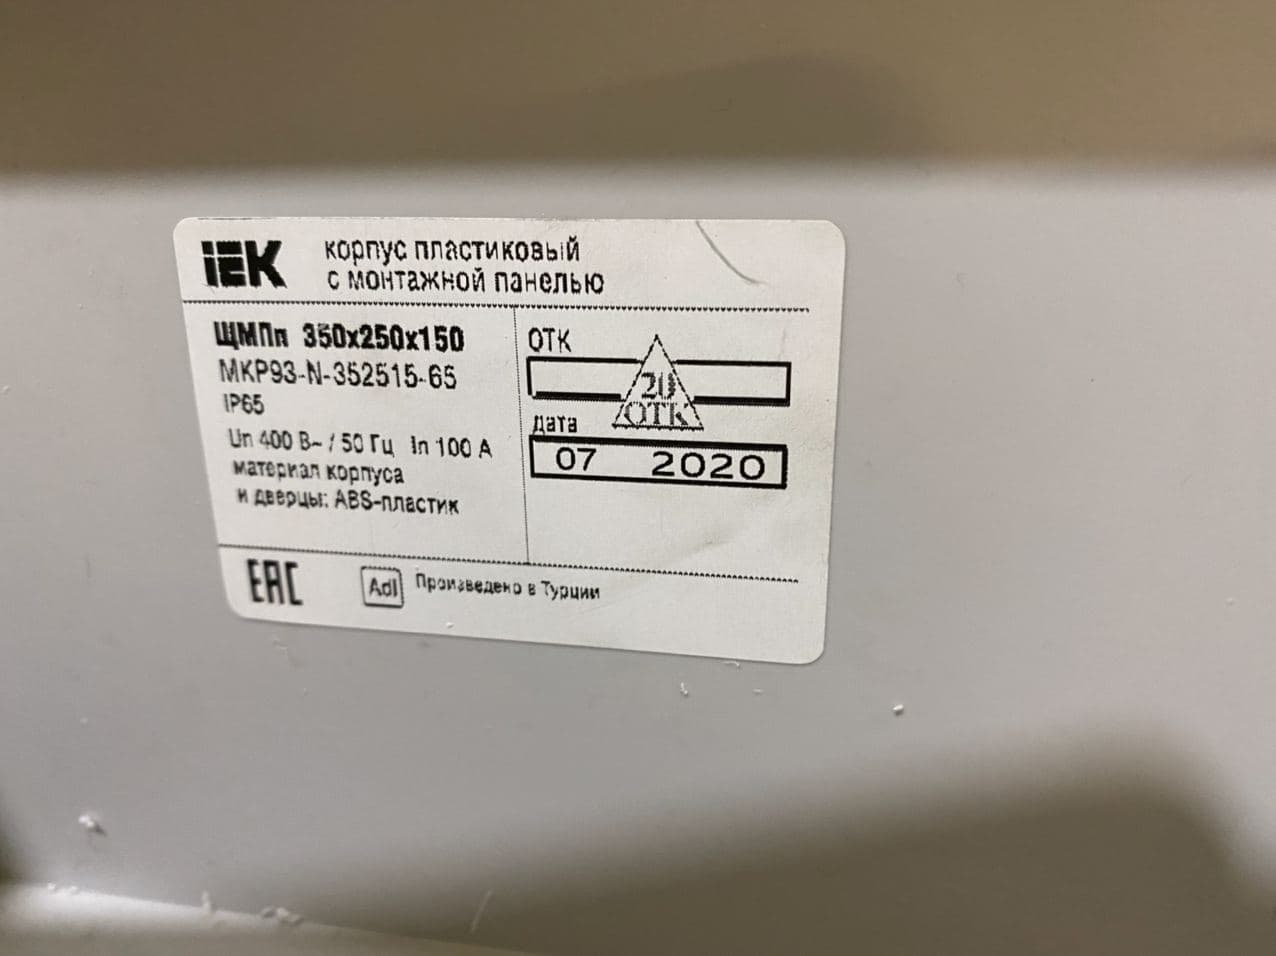 IEK
корпус пластиковый
с монтажной панелью
ЩМПп 350x250x150
MKP93-N-352515-65
IP65
Un 400 В~ / 50 Гц In 100 А
материал корпуса
и дверцы: ABS-пластик
ОТК
20
ОТК
дата
07 2020
EAC
Adl Произведено в Турции